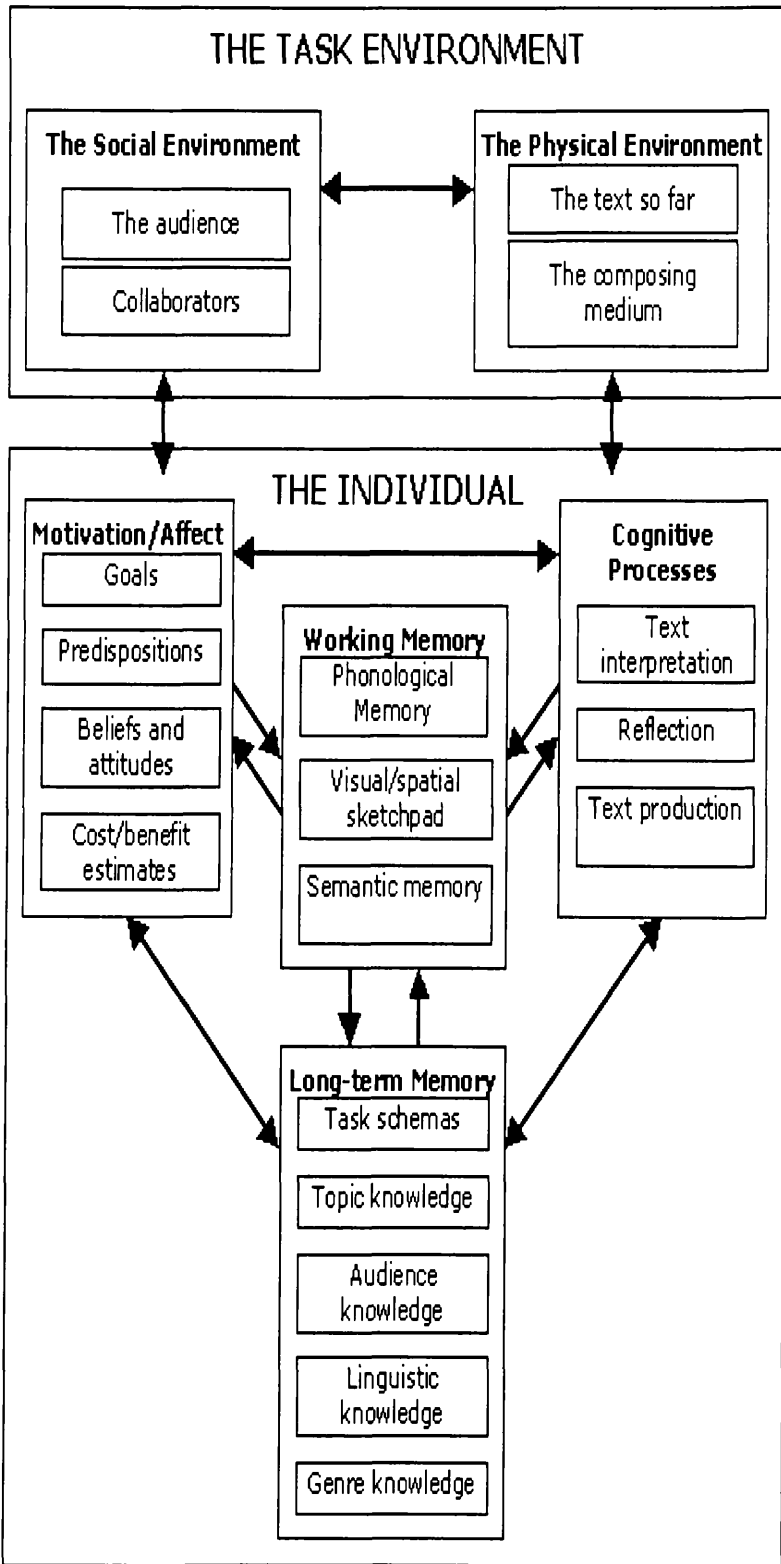 THE TASK ENVIRONMENT
The Social Environment
The audience
Collaborators
The Physical Environment
The text so far
The composing
medium
THE INDIVIDUAL
Motivation/Affect
Goals
Predispositions
Beliefs and
attitudes
Cost/benefit
estimates
Working Memory
Phonological
Memory
Visual/spatial
sketchpad
Semantic memory
Cognitive
Processes
Text
interpretation
Reflection
Text production
Long-term Memory
Task schemas
Topic knowledge
Audience
knowledge
Linguistic
knowledge
Genre knowledge